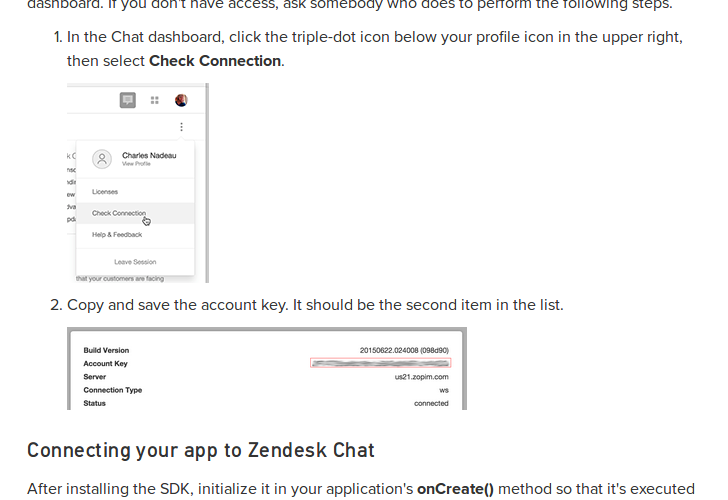 dashboard. If you don't have access, ask somebody who does to perform the following steps.
1. In the Chat dashboard, click the triple-dot icon below your profile icon in the upper right,
then select Check Connection.
Charles Nadeau
View Profile
Licenses
Check Connection
Help & Feedback
Leave Session
that your customers are facing
2. Copy and save the account key. It should be the second item in the list.
Build Version 20150622.024008 (098d90)
Account Key
Server us21.zopim.com
Connection Type ws
Status connected
Connecting your app to Zendesk Chat
After installing the SDK, initialize it in your application's onCreate() method so that it's executed